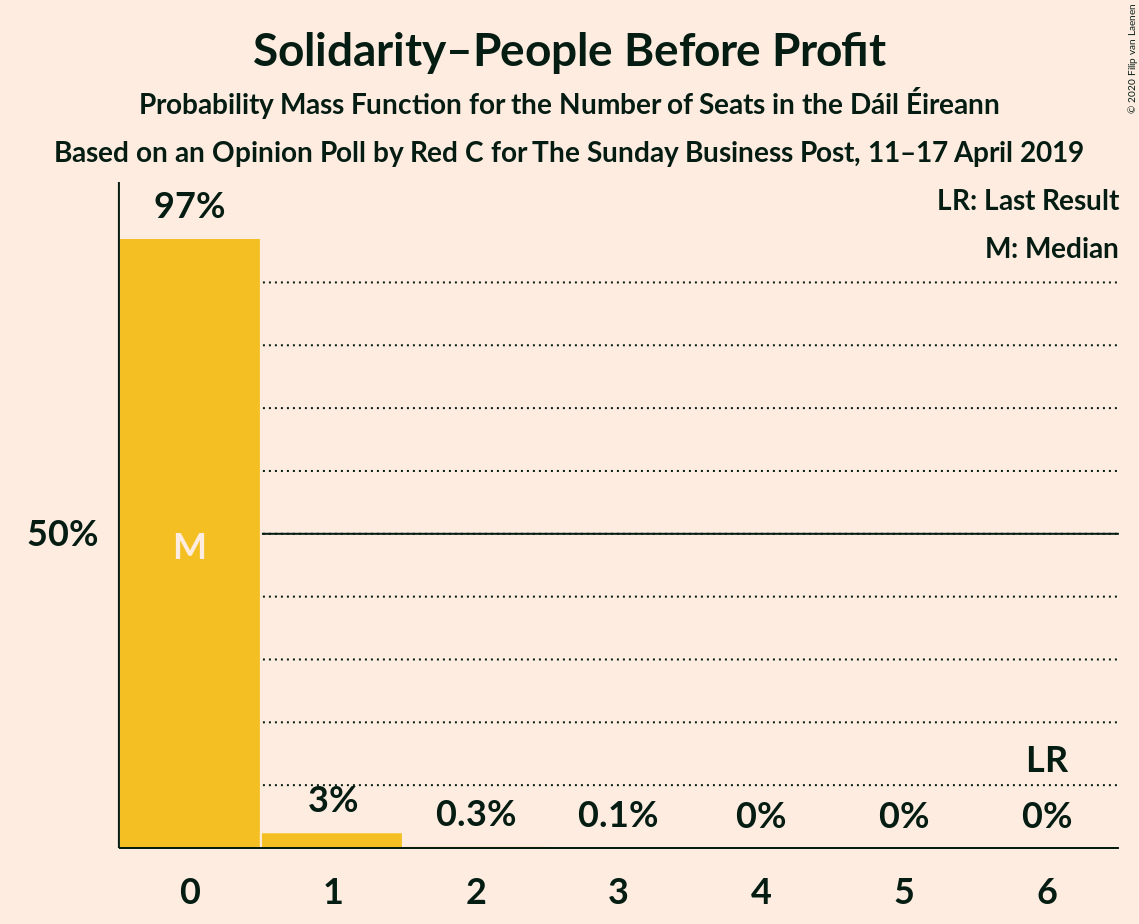 Solidarity–People Before Profit
Probability Mass Function for the Number of Seats in the Dáil Éireann
Based on an Opinion Poll by Red C for The Sunday Business Post, 11–17 April 2019
© 2020 Filip van Laenen
LR: Last Result
M: Median
97%
50%
M
3%
0.3%
0.1%
0%
0%
LR
0%
0 1 2 3 4 5 6